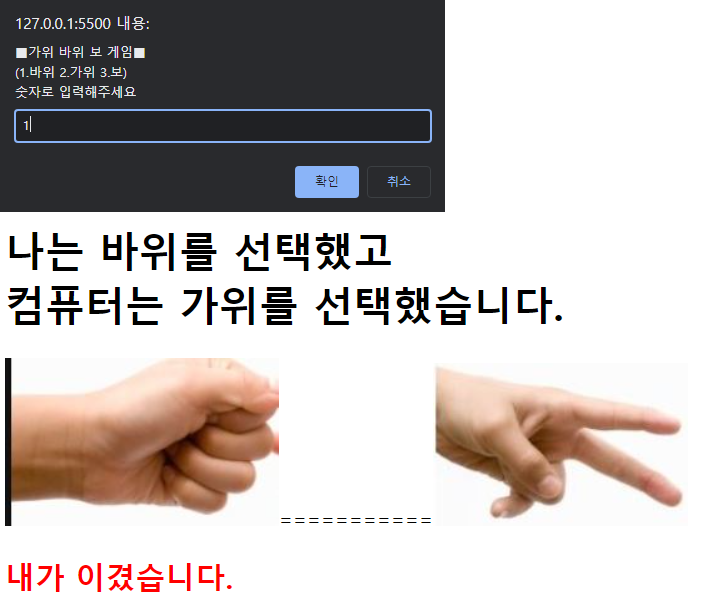 127.0.0.1:5500 내용:
■가위 바위 보 게임■
(1.바위 2.가위 3.보)
숫자로 입력해주세요
1
확인 취소
나는 바위를 선택했고
컴퓨터는 가위를 선택했습니다.
===========
내가 이겼습니다.